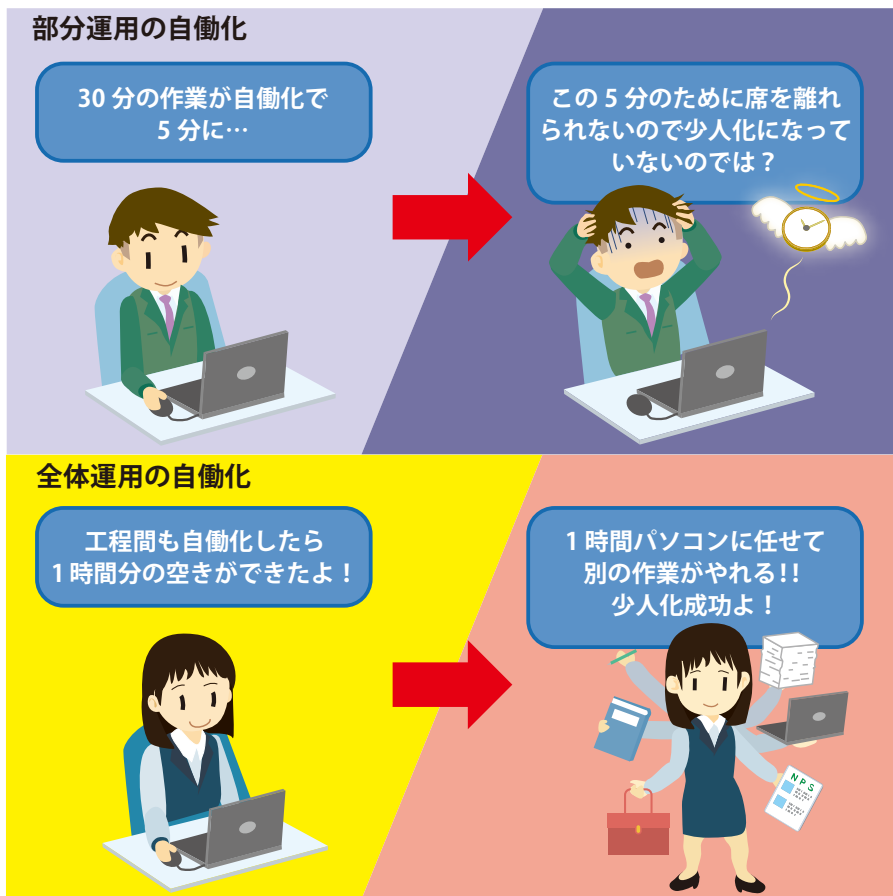 部分運用の自働化
30 分の作業が自働化で
5 分に…
この 5 分のために席を離れ
られないので少人化になって
いないのでは？
全体運用の自働化
工程間も自働化したら
1 時間分の空きができたよ！
1 時間パソコンに任せて
別の作業がやれる!!
少人化成功よ！
NPS